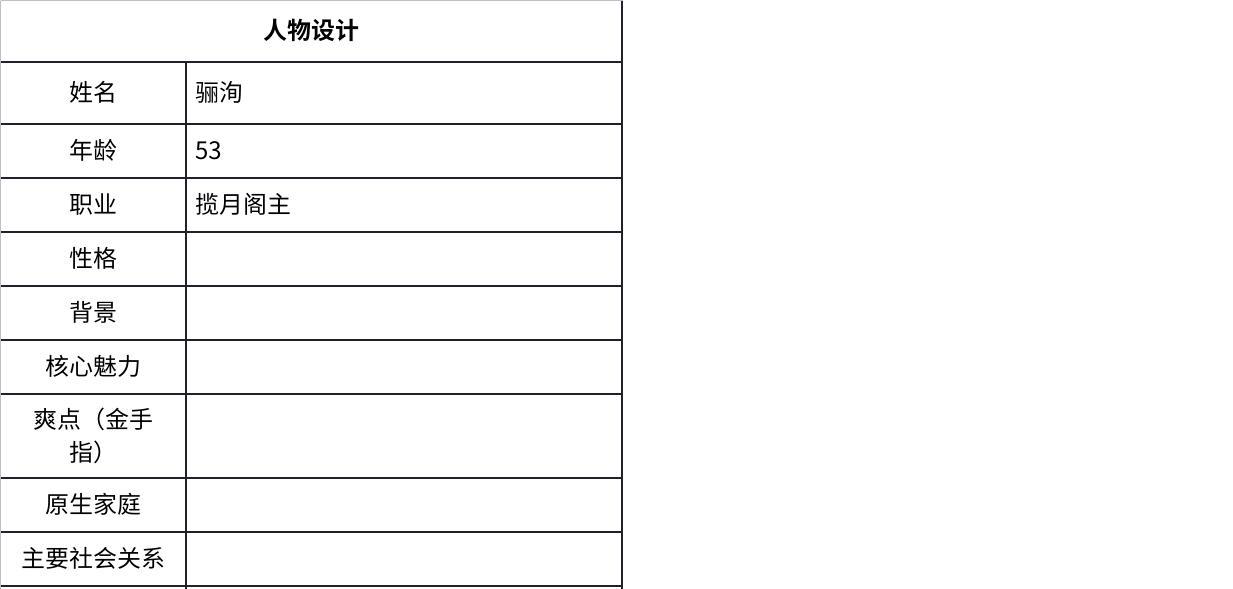 人物设计
姓名
骊洵
年龄
53
职业
揽月阁主
性格
背景
核心魅力
爽点（金手
指）
原生家庭
主要社会关系